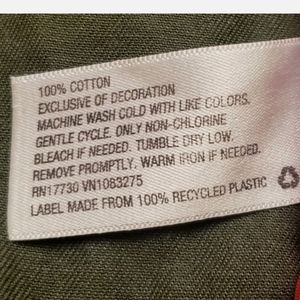 100% COTTON
EXCLUSIVE OF DECORATION
MACHINE WASH COLD WITH LIKE COLORS.
GENTLE CYCLE. ONLY NON-CHLORINE
BLEACH IF NEEDED. TUMBLE DRY LOW.
REMOVE PROMPTLY. WARM IRON IF NEEDED.
RN17730 VN1083275
LABEL MADE FROM 100% RECYCLED PLASTIC